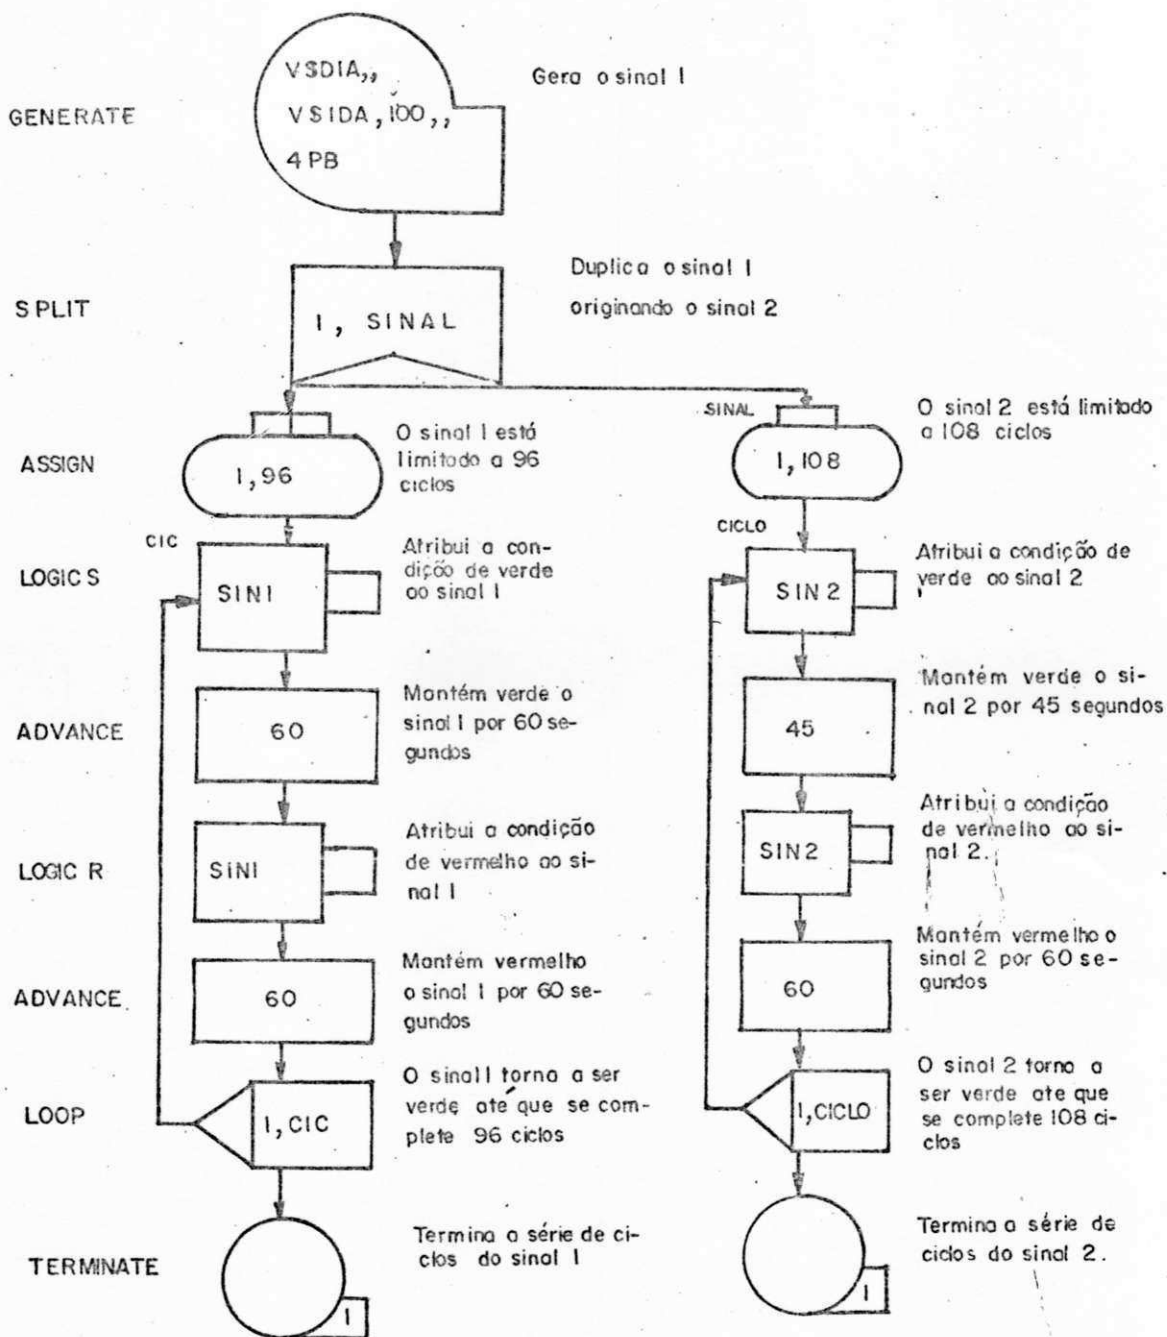 GENERATE
VSDIA,,
VSIDA,100,,
4PB
Gera o sinal 1
SPLIT
1, SINAL
Duplica o sinal 1
originando o sinal 2
ASSIGN
1,96
O sinal 1 está
limitado a 96
ciclos
SINAL
1,108
O sinal 2 está limitado
a 108 ciclos
LOGIC S
CIC
SIN1
Atribui a con-
dição de verde
ao sinal 1
CICLO
SIN2
Atribui a condição de
verde ao sinal 2
ADVANCE
60
Mantém verde o
sinal 1 por 60 se-
gundos
45
Mantém verde o si-
nal 2 por 45 segundos
LOGIC R
SIN1
Atribui a condição
de vermelho ao si-
nal 1
SIN2
Atribui a condição
de vermelho ao si-
nal 2.
ADVANCE
60
Mantém vermelho
o sinal 1 por 60 se-
gundos
60
Mantém vermelho o
sinal 2 por 60 se-
gundos
LOOP
1,CIC
O sinal 1 torna a ser
verde até que se com-
plete 96 ciclos
1,CICLO
O sinal 2 torna a
ser verde ate que
se complete 108 ci-
clos
TERMINATE
1
Termina a série de ci-
clos do sinal 1
1
Termina a série de
ciclos do sinal 2.